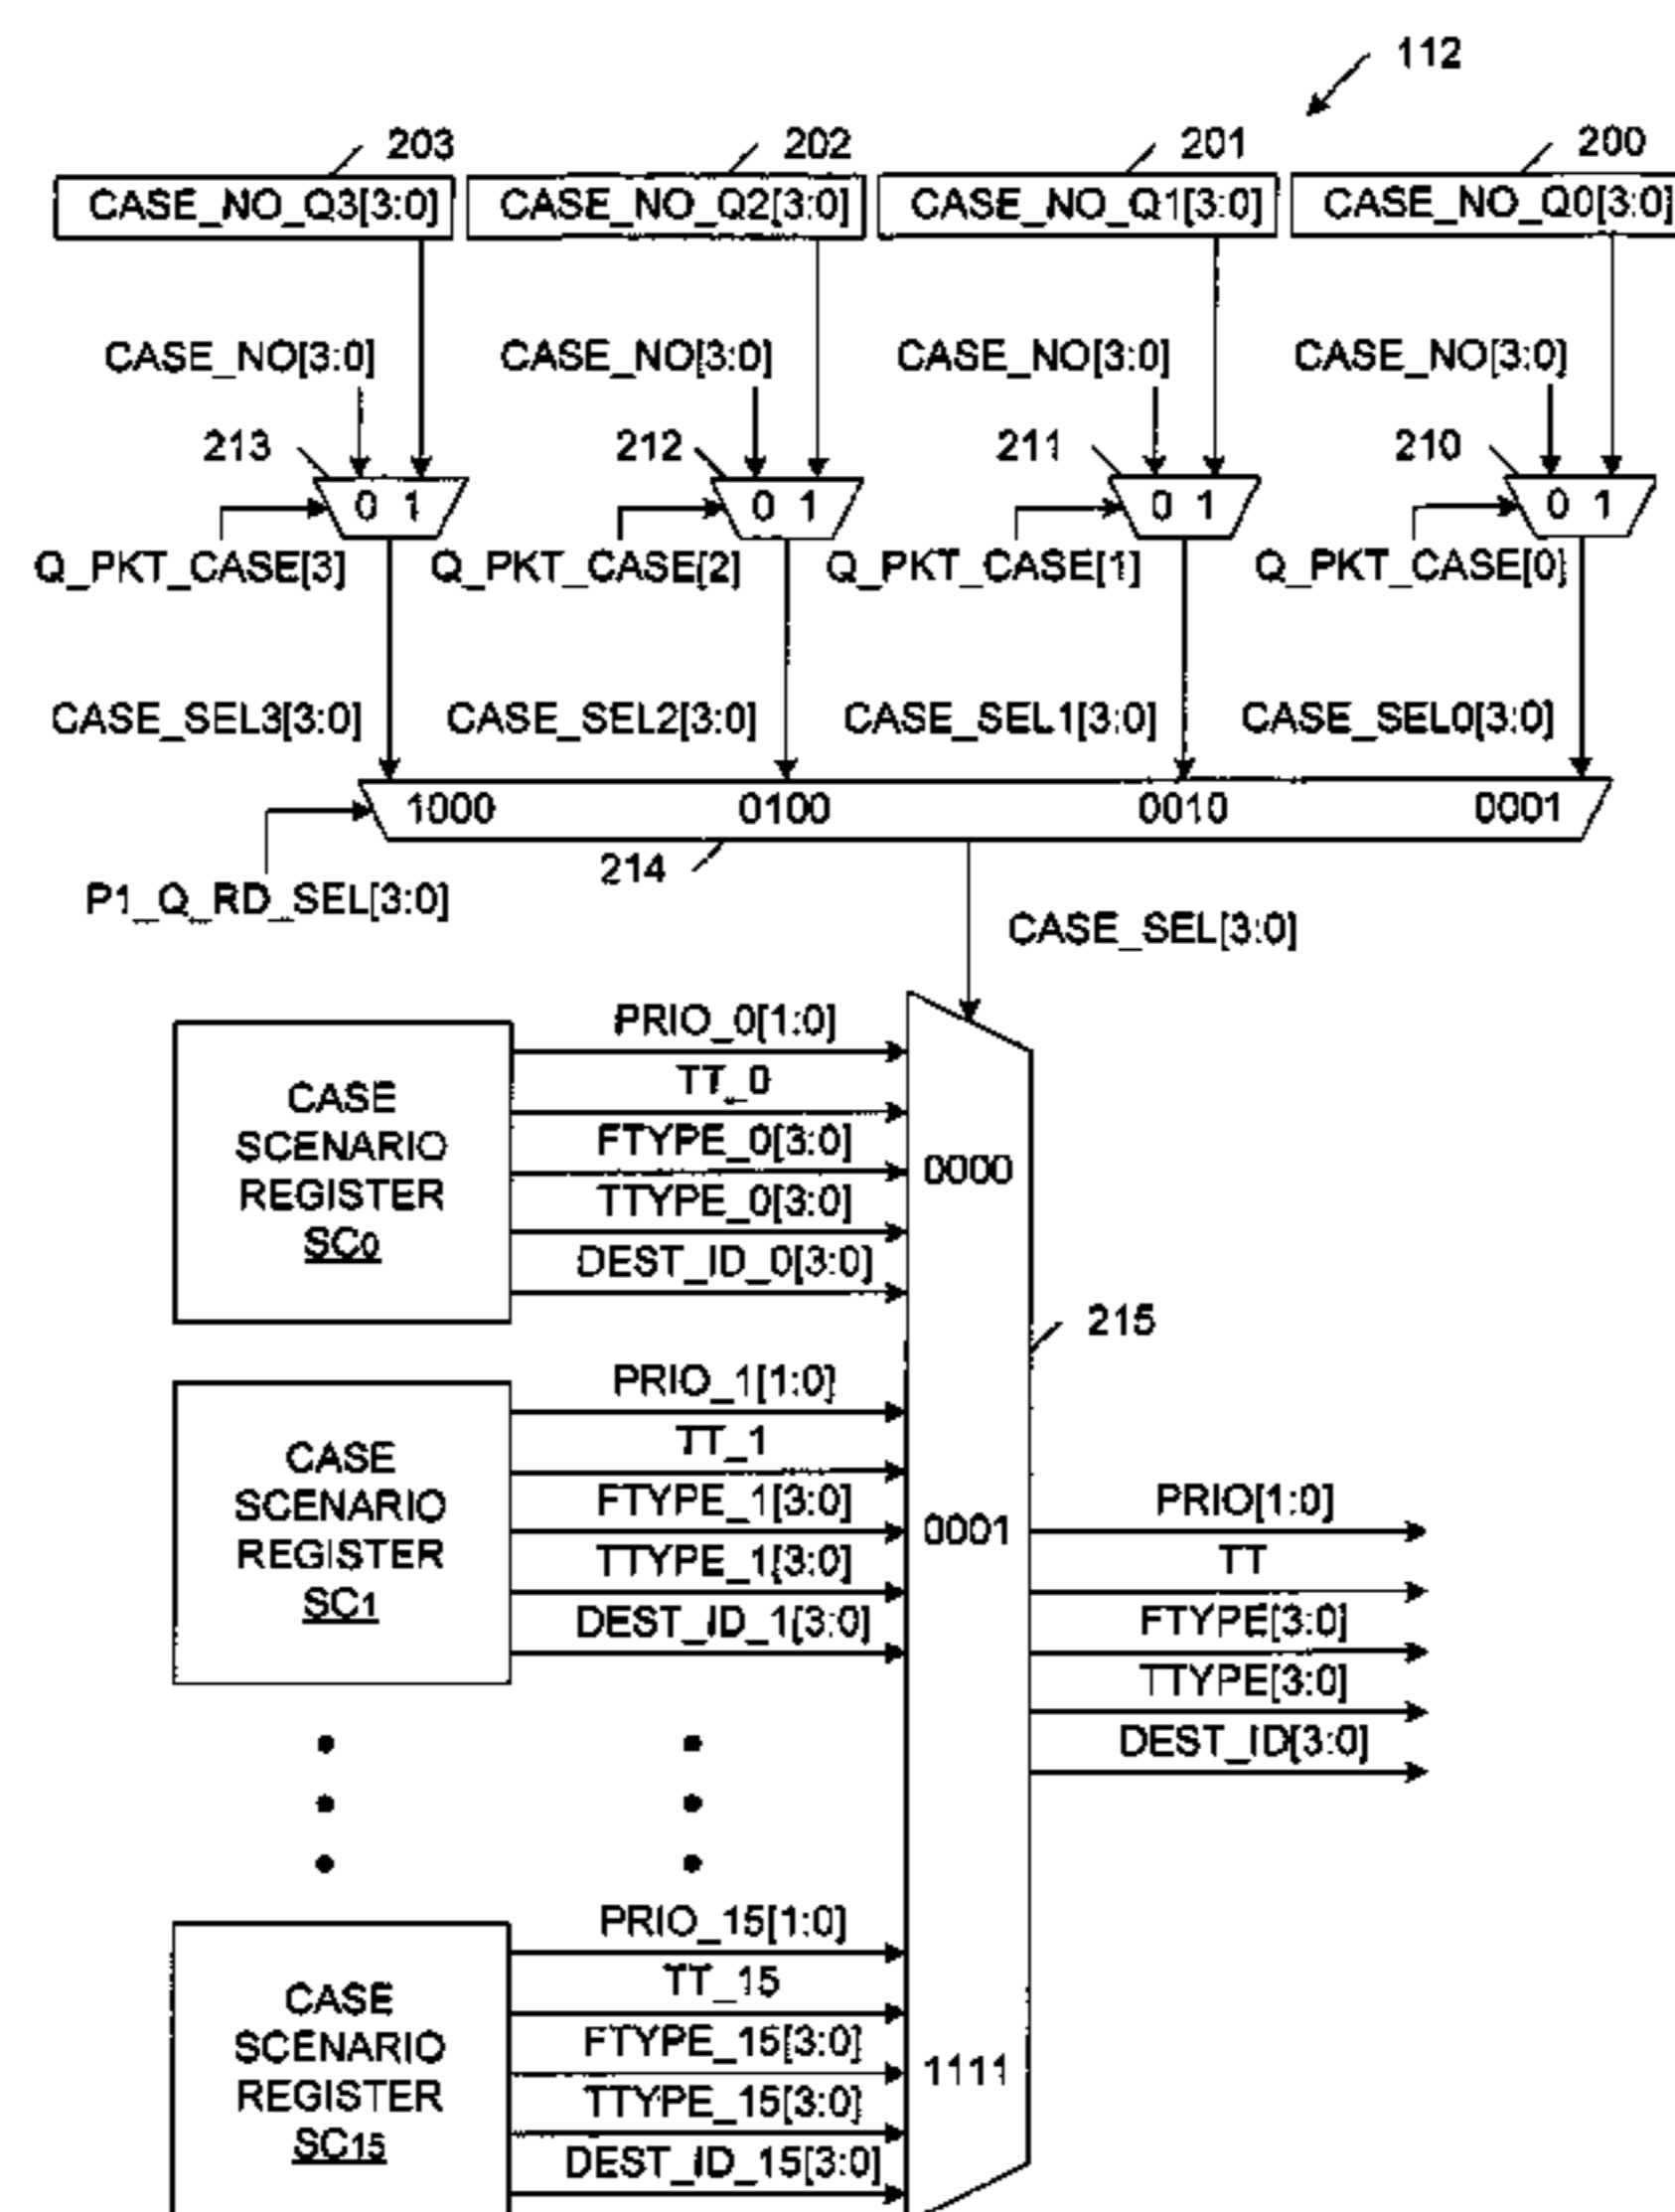 112
203 202 201 200
CASE_NO_Q3[3:0] CASE_NO_Q2[3:0] CASE_NO_Q1[3:0] CASE_NO_Q0[3:0]
CASE_NO[3:0] CASE_NO[3:0] CASE_NO[3:0] CASE_NO[3:0]
213 212 211 210
0 1 0 1 0 1 0 1
Q_PKT_CASE[3] Q_PKT_CASE[2] Q_PKT_CASE[1] Q_PKT_CASE[0]
CASE_SEL3[3:0] CASE_SEL2[3:0] CASE_SEL1[3:0] CASE_SEL0[3:0]
1000 0100 0010 0001
214
P1_Q_RD_SEL[3:0]
CASE_SEL[3:0]
CASE
SCENARIO
REGISTER
SC0
PRIO_0[1:0]
TT_0
FTYPE_0[3:0]
TTYPE_0[3:0]
DEST_ID_0[3:0]
0000
215
CASE
SCENARIO
REGISTER
SC1
PRIO_1[1:0]
TT_1
FTYPE_1[3:0]
TTYPE_1[3:0]
DEST_ID_1[3:0]
0001
PRIO[1:0]
TT
FTYPE[3:0]
TTYPE[3:0]
DEST_ID[3:0]
CASE
SCENARIO
REGISTER
SC15
PRIO_15[1:0]
TT_15
FTYPE_15[3:0]
TTYPE_15[3:0]
DEST_ID_15[3:0]
1111